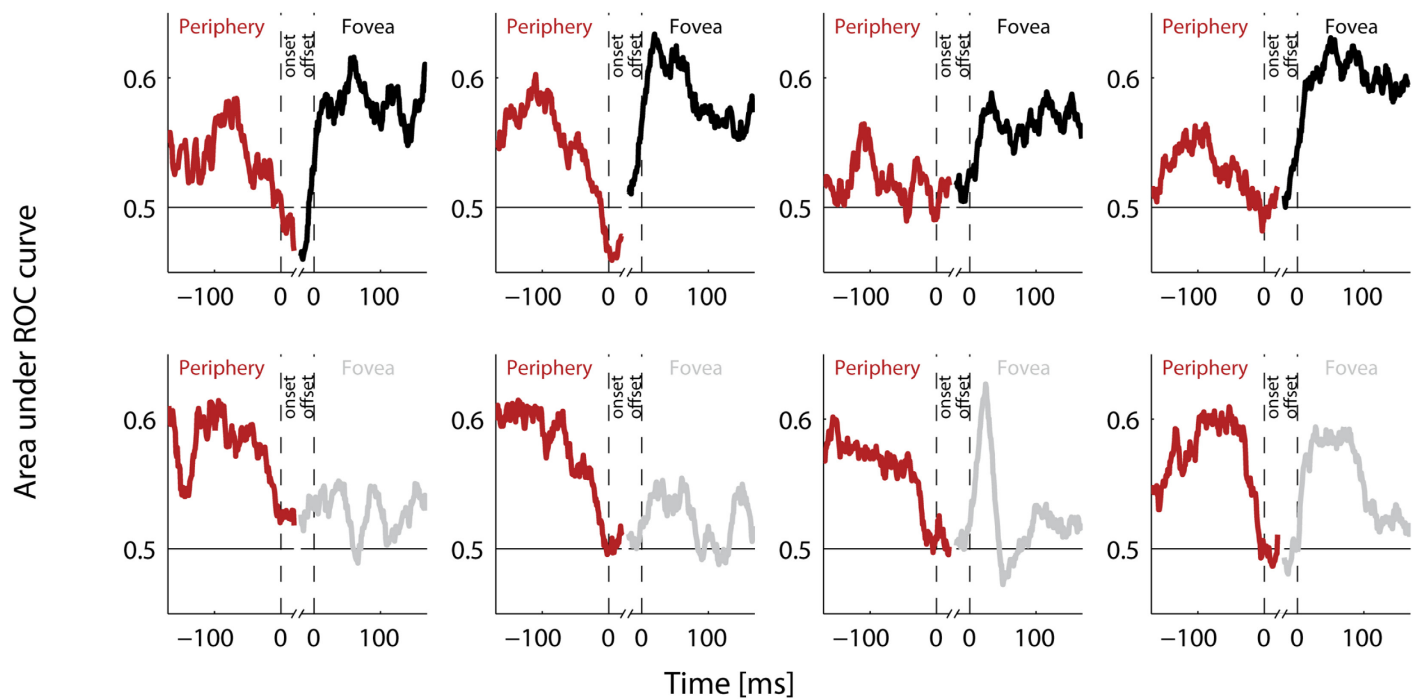 Periphery onset offset Fovea Periphery onset offset Fovea Periphery onset offset Fovea Periphery onset offset Fovea
0.6 0.6 0.6 0.6
0.5 0.5 0.5 0.5
−100 0 0 100 −100 0 0 100 −100 0 0 100 −100 0 0 100
Area under ROC curve
Periphery onset offset Fovea Periphery onset offset Fovea Periphery onset offset Fovea Periphery onset offset Fovea
0.6 0.6 0.6 0.6
0.5 0.5 0.5 0.5
−100 0 0 100 −100 0 0 100 −100 0 0 100 −100 0 0 100
Time [ms]